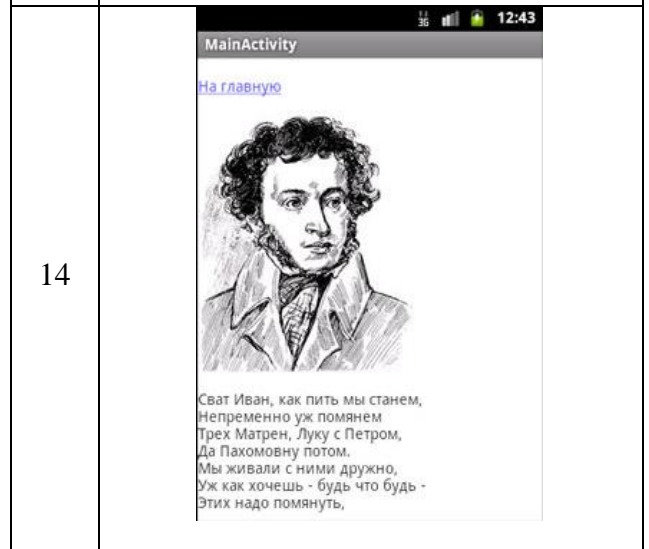 3G 12:43
MainActivity
На главную
14
Сват Иван, как пить мы станем,
Непременно уж помянем
Трех Матрен, Луку с Петром,
Да Пахомовну потом.
Мы живали с ними дружно,
Уж как хочешь - будь что будь -
Этих надо помянуть,